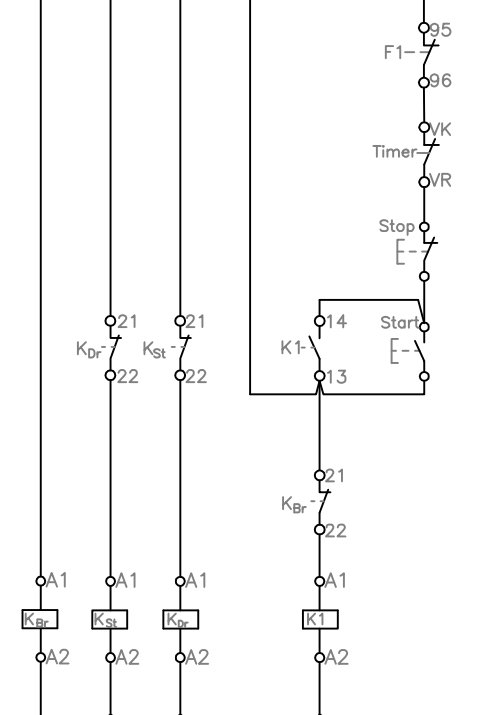 95
F1
96
VK
Timer
VR
Stop
21 21 14 Start
KDr KSt K1
22 22 13
21
KBr
22
A1 A1 A1 A1
KBr KSt KDr K1
A2 A2 A2 A2